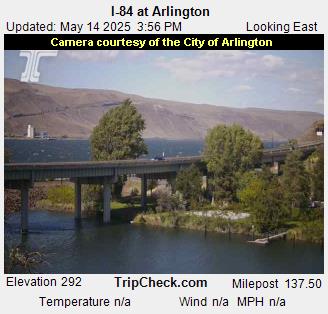 I-84 at Arlington
Updated: May 14 2025 3:56 PM Looking East
Camera courtesy of the City of Arlington
Elevation 292 TripCheck.com Milepost 137.50
Temperature n/a Wind n/a MPH n/a